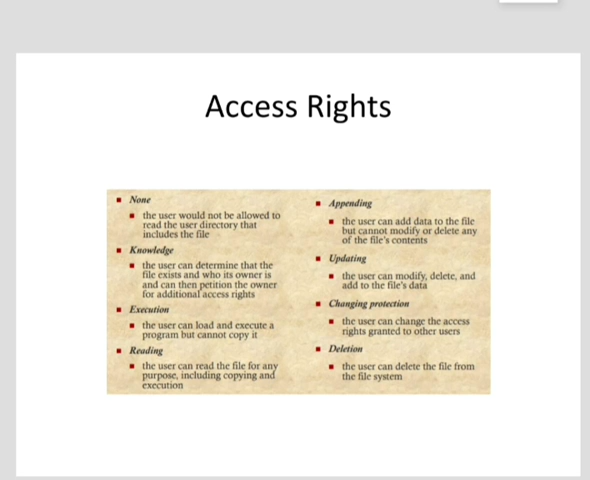 Access Rights
None
the user would not be allowed to
read the user directory that
includes the file
Knowledge
the user can determine that the
file exists and who its owner is
and can then petition the owner
for additional access rights
Execution
the user can load and execute a
program but cannot copy it
Reading
the user can read the file for any
purpose, including copying and
execution
Appending
the user can add data to the file
but cannot modify or delete any
of the file's contents
Updating
the user can modify, delete, and
add to the file's data
Changing protection
the user can change the access
rights granted to other users
Deletion
the user can delete the file from
the file system